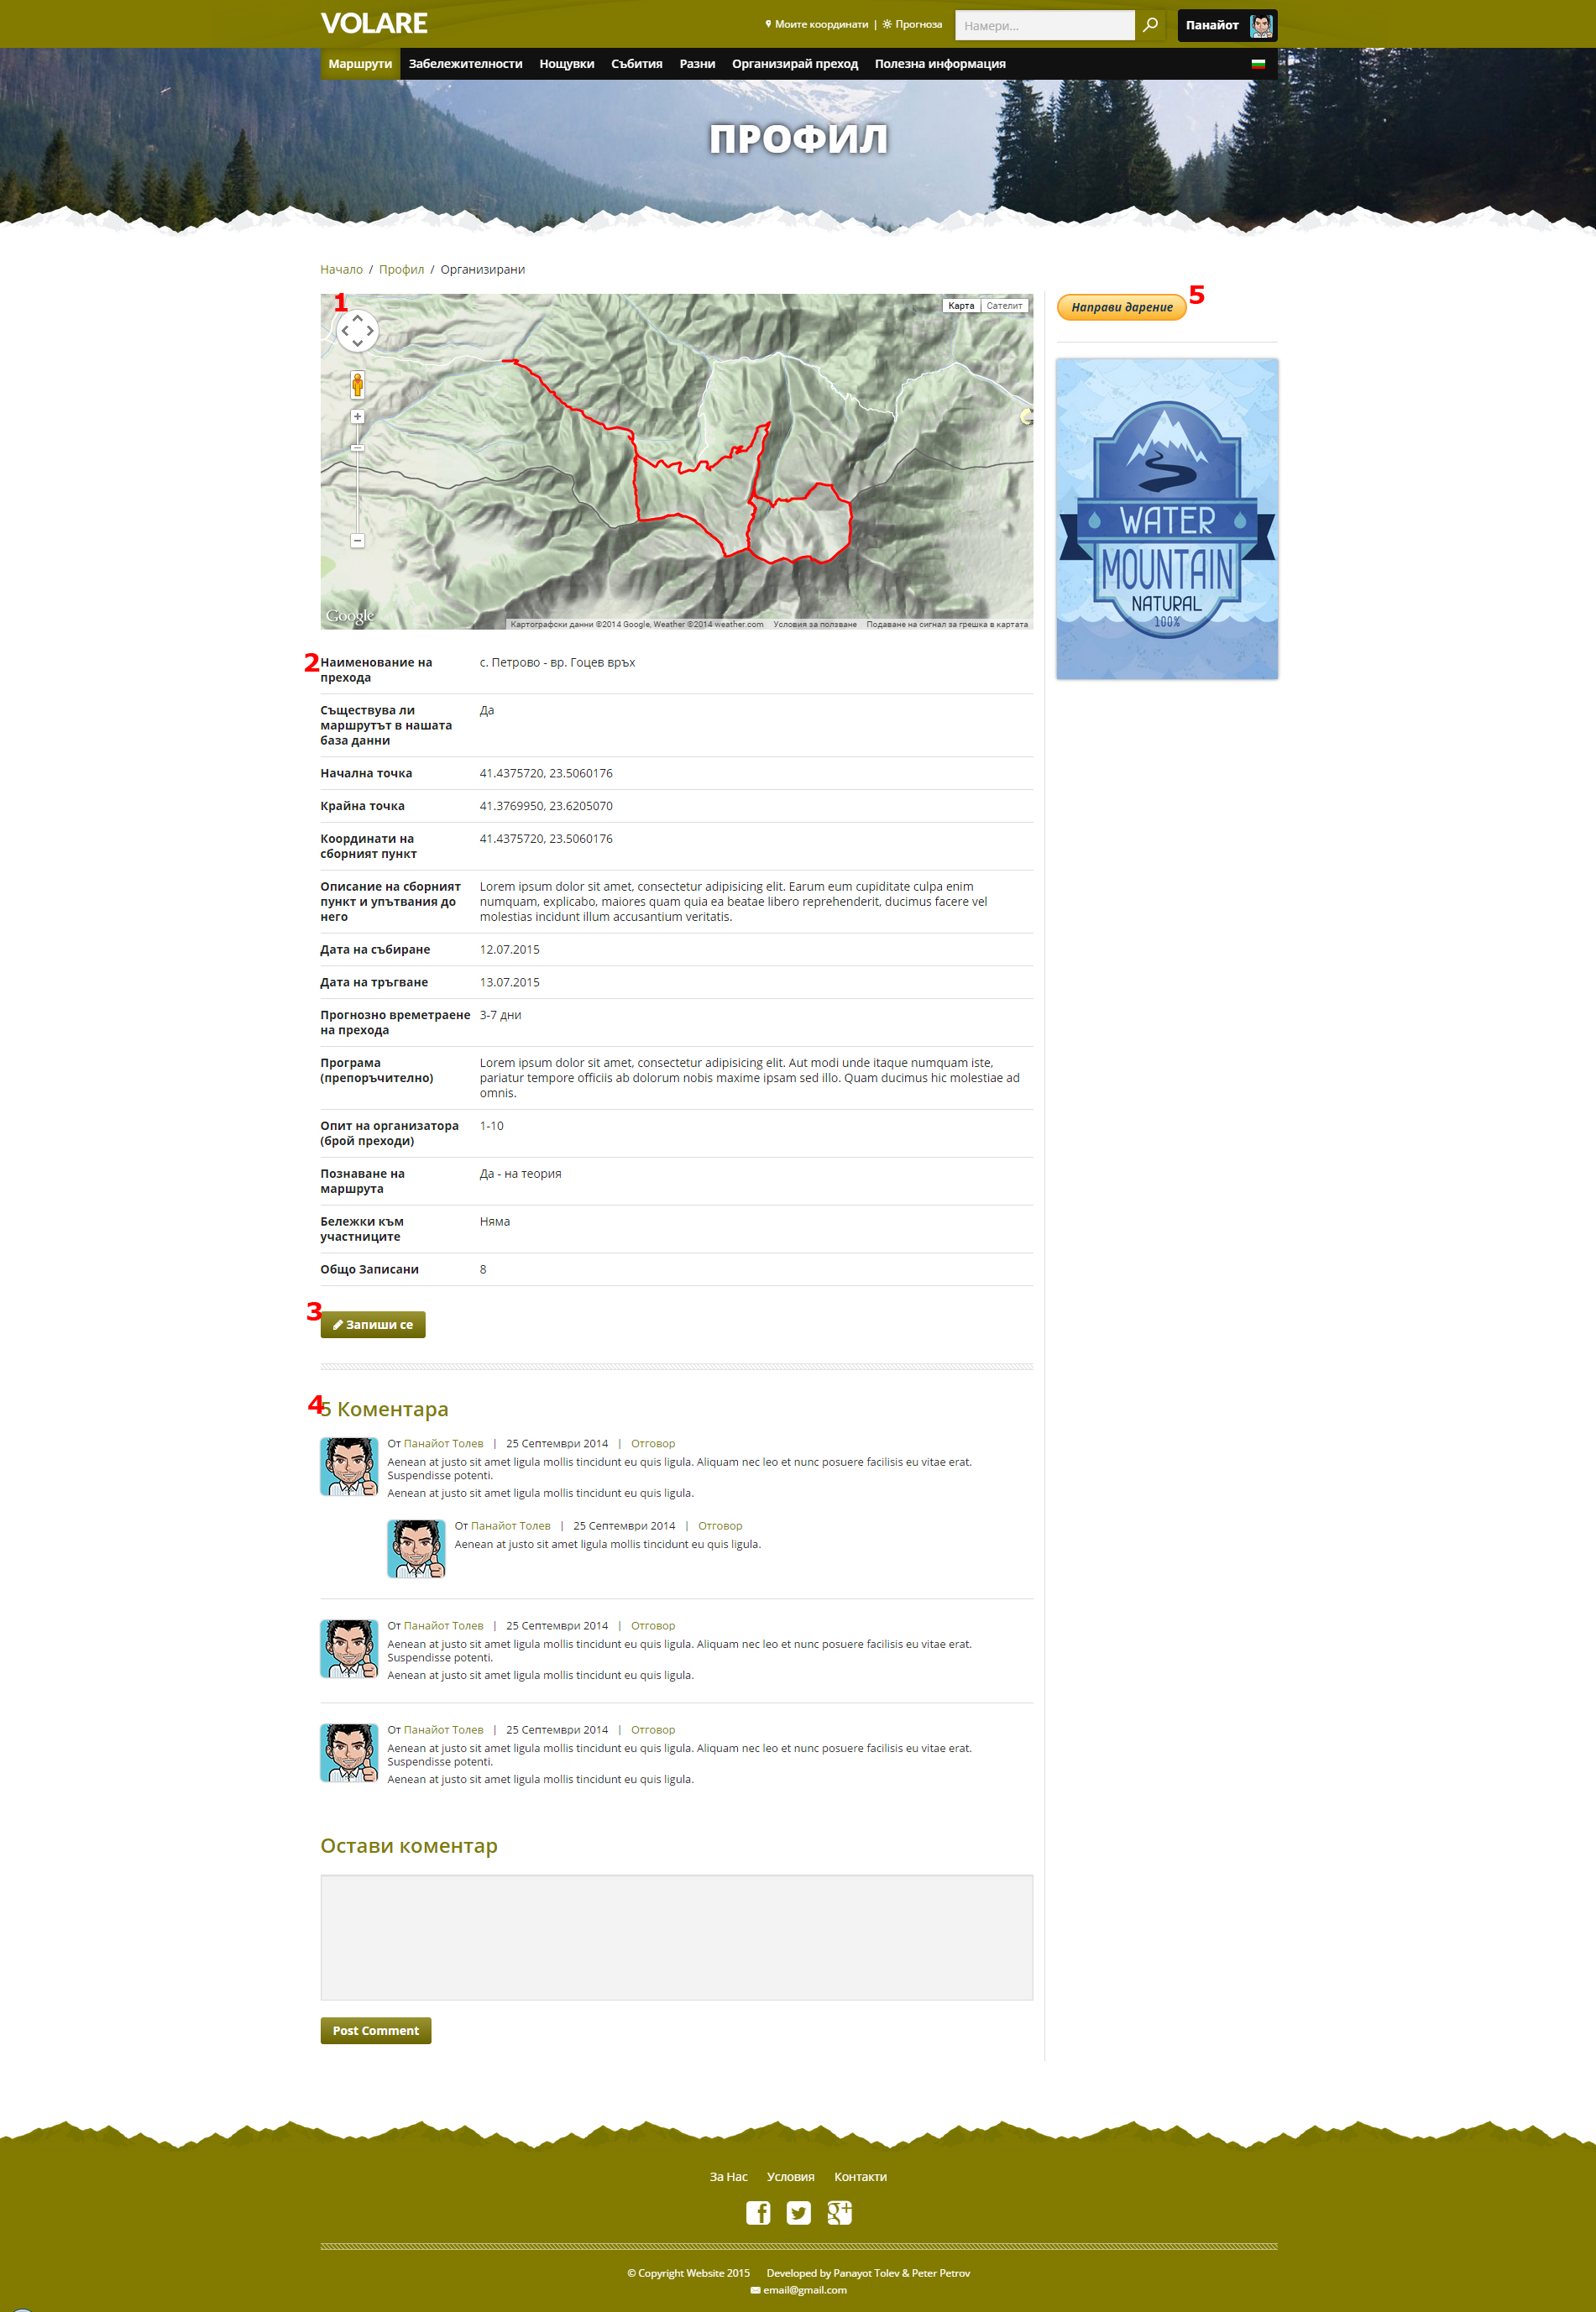 VOLARE
Моите координати | Прогноза
Намери...
Панайот
Маршрути Забележителности Нощувки Събития Разни Организирай преход Полезна информация
ПРОФИЛ
Начало / Профил / Организирани
1
Карта Сателит
Google
Картографски данни ©2014 Google, Weather ©2014 weather.com Условия за ползване Подаване на сигнал за грешка в картата
5
Направи дарение
WATER
MOUNTAIN
NATURAL
100%
2
Наименование на прехода с. Петрово - вр. Гоцев връх
Съществува ли маршрутът в нашата база данни Да
Начална точка 41.4375720, 23.5060176
Крайна точка 41.3769950, 23.6205070
Координати на сборният пункт 41.4375720, 23.5060176
Описание на сборният пункт и упътвания до него
Lorem ipsum dolor sit amet, consectetur adipisicing elit. Earum eum cupiditate culpa enim
numquam, explicabo, maiores quam quia ea beatae libero reprehenderit, ducimus facere vel
molestias incidunt illum accusantium veritatis.
Дата на събиране 12.07.2015
Дата на тръгване 13.07.2015
Прогнозно времетраене на прехода 3-7 дни
Програма (препоръчително)
Lorem ipsum dolor sit amet, consectetur adipisicing elit. Aut modi unde itaque numquam iste,
pariatur tempore officiis ab dolorum nobis maxime ipsam sed illo. Quam ducimus hic molestiae ad
omnis.
Опит на организатора (брой преходи) 1-10
Познаване на маршрута Да - на теория
Бележки към участниците Няма
Общо Записани 8
3
Запиши се
4
5 Коментара
От Панайот Толев | 25 Септември 2014 | Отговор
Aenean at justo sit amet ligula mollis tincidunt eu quis ligula. Aliquam nec leo et nunc posuere facilisis eu vitae erat.
Suspendisse potenti.
Aenean at justo sit amet ligula mollis tincidunt eu quis ligula.
От Панайот Толев | 25 Септември 2014 | Отговор
Aenean at justo sit amet ligula mollis tincidunt eu quis ligula.
От Панайот Толев | 25 Септември 2014 | Отговор
Aenean at justo sit amet ligula mollis tincidunt eu quis ligula. Aliquam nec leo et nunc posuere facilisis eu vitae erat.
Suspendisse potenti.
Aenean at justo sit amet ligula mollis tincidunt eu quis ligula.
От Панайот Толев | 25 Септември 2014 | Отговор
Aenean at justo sit amet ligula mollis tincidunt eu quis ligula. Aliquam nec leo et nunc posuere facilisis eu vitae erat.
Suspendisse potenti.
Aenean at justo sit amet ligula mollis tincidunt eu quis ligula.
Остави коментар
Post Comment
За Нас Условия Контакти
© Copyright Website 2015 Developed by Panayot Tolev & Peter Petrov
email@gmail.com